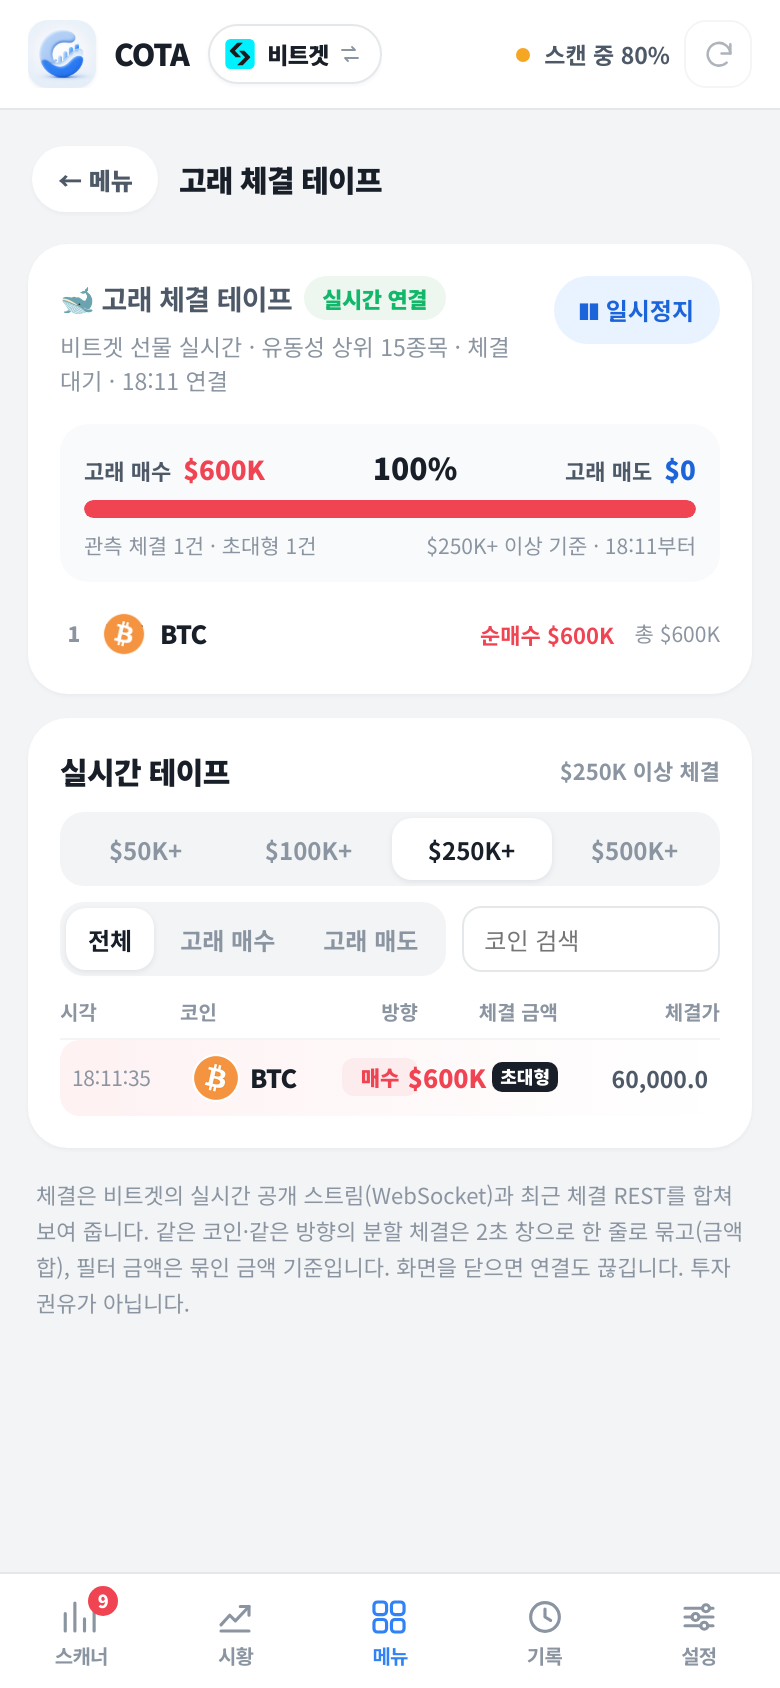 COTA 비트겟 스캔 중 80%
← 메뉴 고래 체결 테이프
고래 체결 테이프 실시간 연결 일시정지
비트겟 선물 실시간 · 유동성 상위 15종목 · 체결
대기 · 18:11 연결
고래 매수 $600K 100% 고래 매도 $0
관측 체결 1건 · 초대형 1건 $250K+ 이상 기준 · 18:11부터
1 BTC 순매수 $600K 총 $600K
실시간 테이프 $250K 이상 체결
$50K+ $100K+ $250K+ $500K+
전체 고래 매수 고래 매도 코인 검색
시각 코인 방향 체결 금액 체결가
18:11:35 BTC 매수 $600K 초대형 60,000.0
체결은 비트겟의 실시간 공개 스트림(WebSocket)과 최근 체결 REST를 합쳐
보여 줍니다. 같은 코인·같은 방향의 분할 체결은 2초 창으로 한 줄로 묶고(금액
합), 필터 금액은 묶인 금액 기준입니다. 화면을 닫으면 연결도 끊깁니다. 투자
권유가 아닙니다.
9
스캐너 시황 메뉴 기록 설정